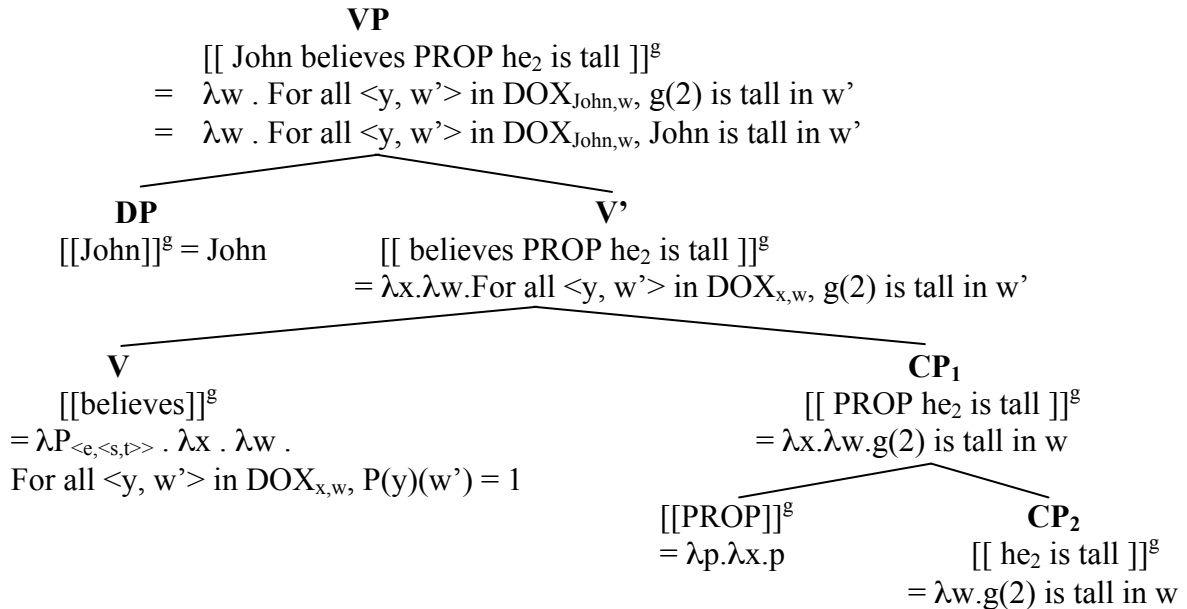 VP
[[ John believes PROP he₂ is tall ]]ᵍ
= λw . For all <y, w’> in DOX_John,w, g(2) is tall in w’
= λw . For all <y, w’> in DOX_John,w, John is tall in w’
DP V’
[[John]]ᵍ = John [[ believes PROP he₂ is tall ]]ᵍ
= λx.λw.For all <y, w’> in DOX_x,w, g(2) is tall in w’
V CP₁
[[believes]]ᵍ [[ PROP he₂ is tall ]]ᵍ
= λP_<e,<s,t>> . λx . λw . = λx.λw.g(2) is tall in w
For all <y, w’> in DOX_x,w, P(y)(w’) = 1
[[PROP]]ᵍ CP₂
= λp.λx.p [[ he₂ is tall ]]ᵍ
= λw.g(2) is tall in w